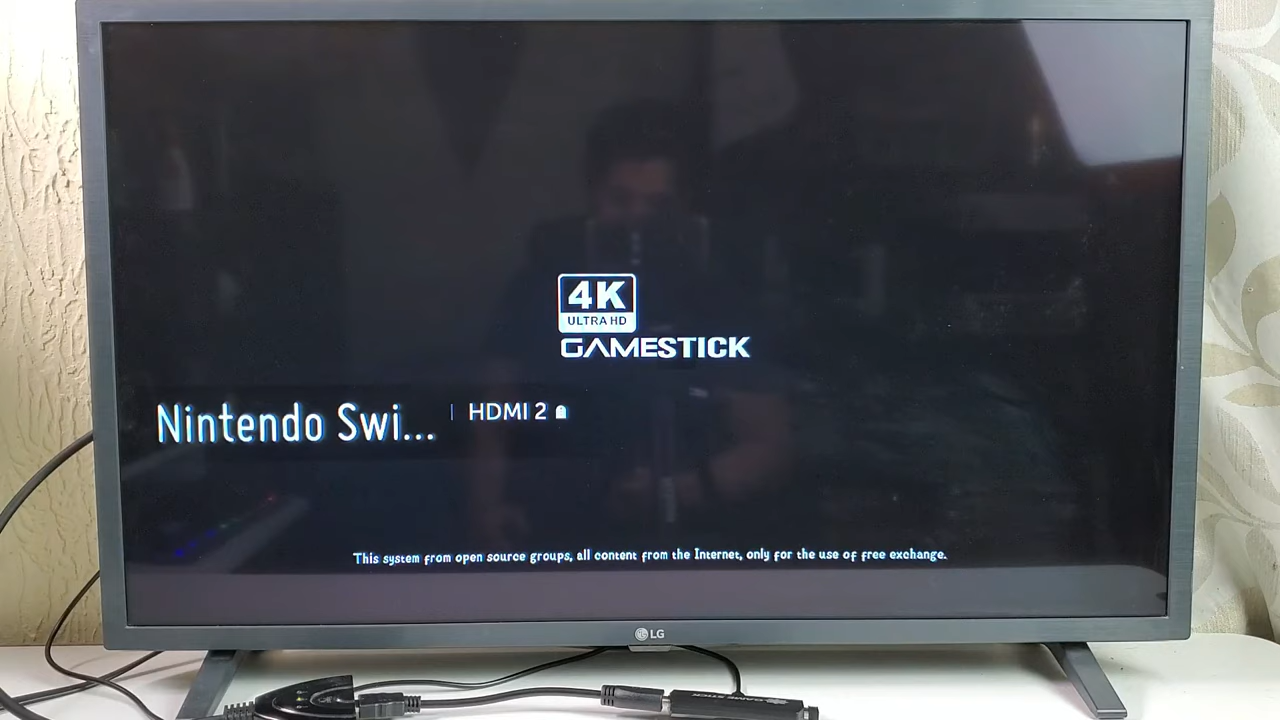 4K
ULTRA HD
GAMESTICK
Nintendo Swi...
HDMI 2
This system from open source groups, all content from the Internet, only for the use of free exchange.
LG